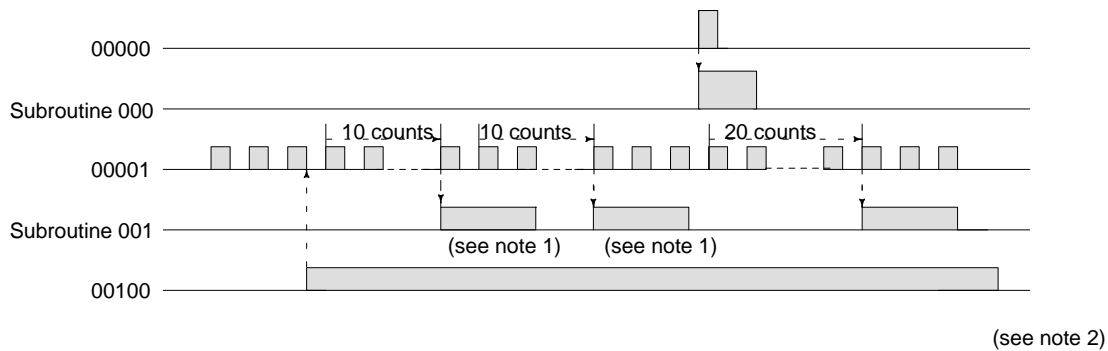 00000
Subroutine 000
10 counts 10 counts 20 counts
00001
Subroutine 001
(see note 1) (see note 1)
00100
(see note 2)